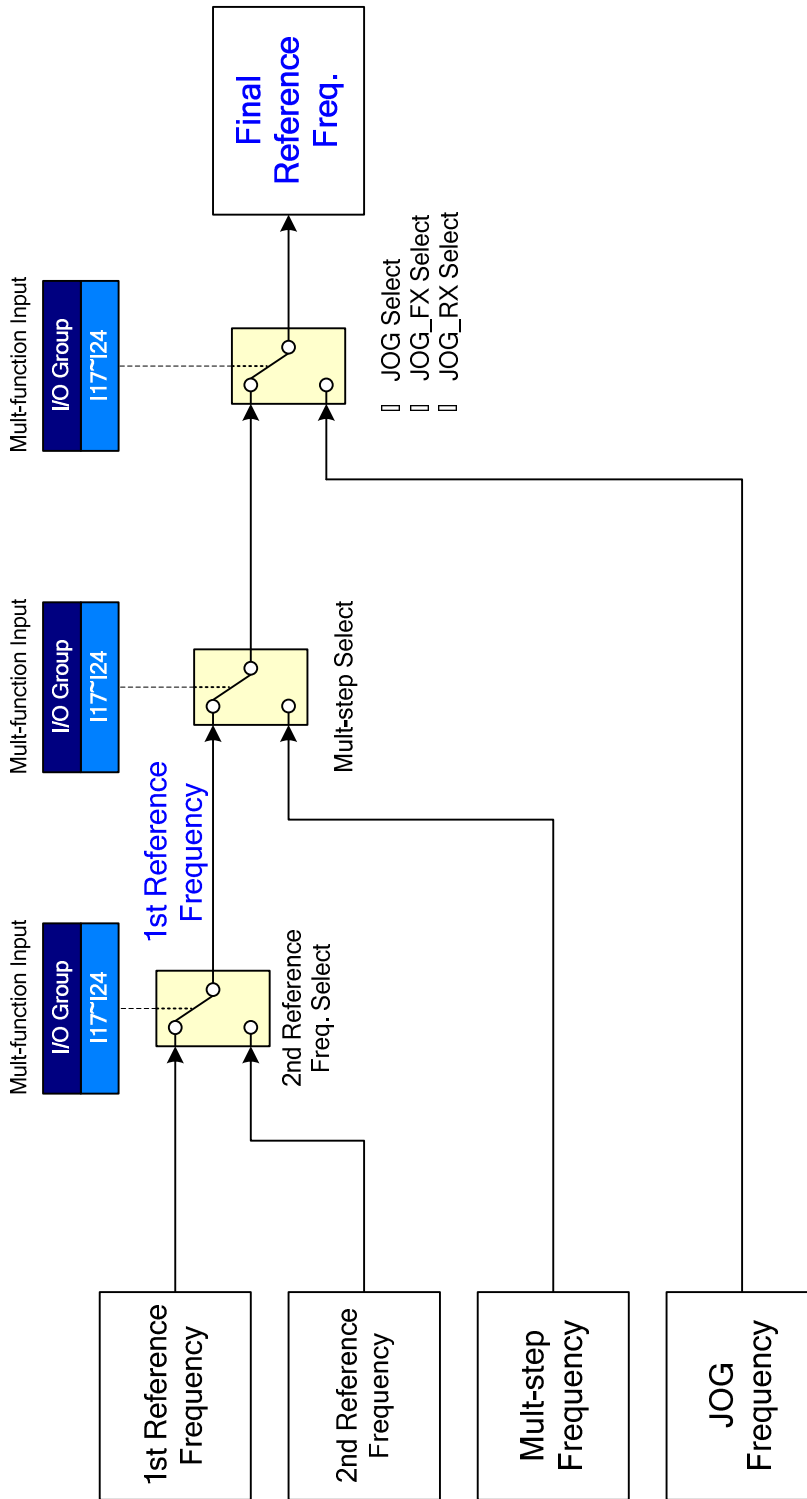 Mult-function Input
I/O Group
I17~I24
Mult-function Input
I/O Group
I17~I24
Mult-function Input
I/O Group
I17~I24
1st Reference
Frequency
2nd Reference
Frequency
Mult-step
Frequency
JOG
Frequency
2nd Reference
Freq. Select
1st Reference
Frequency
Mult-step Select
JOG Select
JOG_FX Select
JOG_RX Select
Final
Reference
Freq.